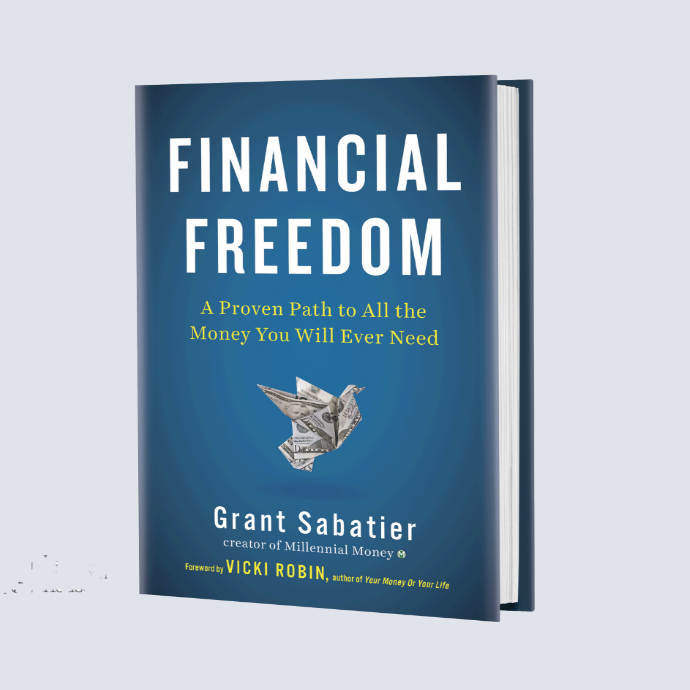 FINANCIAL
FREEDOM
A Proven Path to All the
Money You Will Ever Need
Grant Sabatier
creator of Millennial Money
Foreword by VICKI ROBIN, author of Your Money Or Your Life